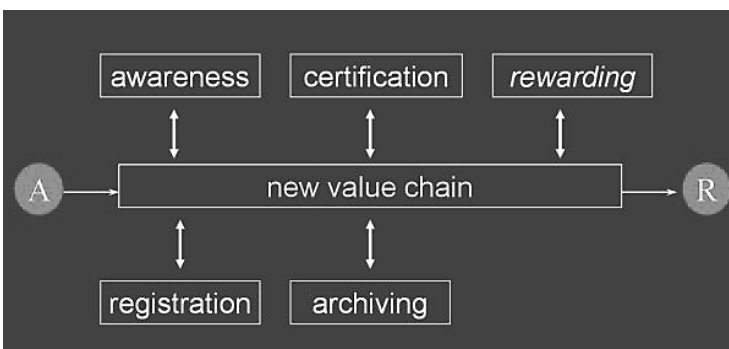 awareness
certification
rewarding
A
new value chain
R
registration
archiving